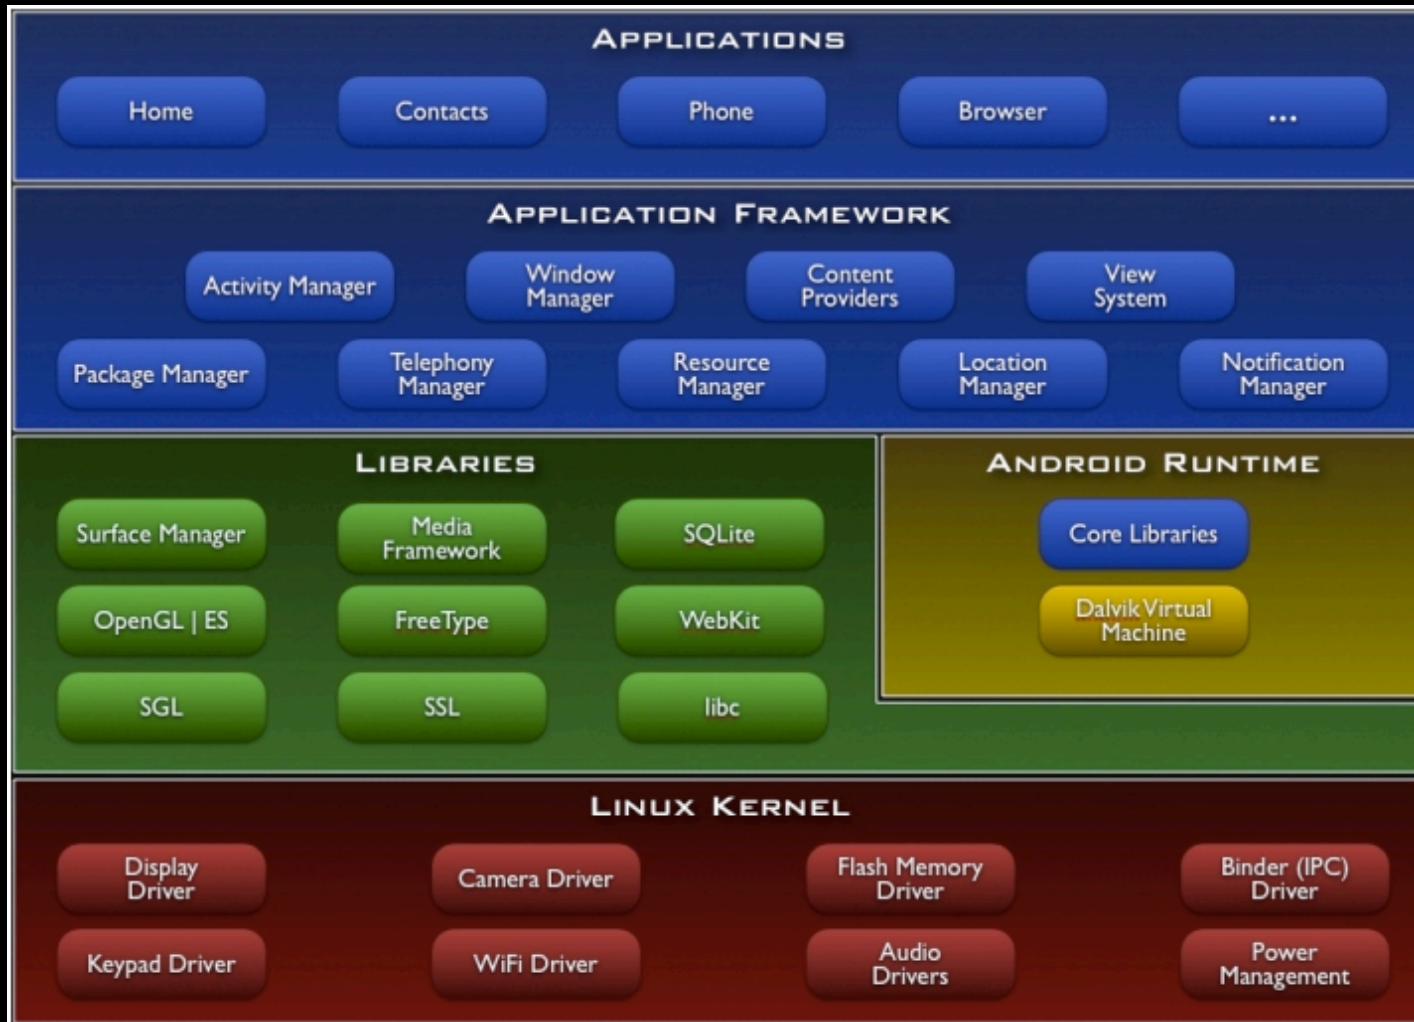 APPLICATIONS
Home
Contacts
Phone
Browser
...
APPLICATION FRAMEWORK
Activity Manager
Window
Manager
Content
Providers
View
System
Package Manager
Telephony
Manager
Resource
Manager
Location
Manager
Notification
Manager
LIBRARIES
Surface Manager
Media
Framework
SQLite
OpenGL | ES
FreeType
WebKit
SGL
SSL
libc
ANDROID RUNTIME
Core Libraries
Dalvik Virtual
Machine
LINUX KERNEL
Display
Driver
Camera Driver
Flash Memory
Driver
Binder (IPC)
Driver
Keypad Driver
WiFi Driver
Audio
Drivers
Power
Management